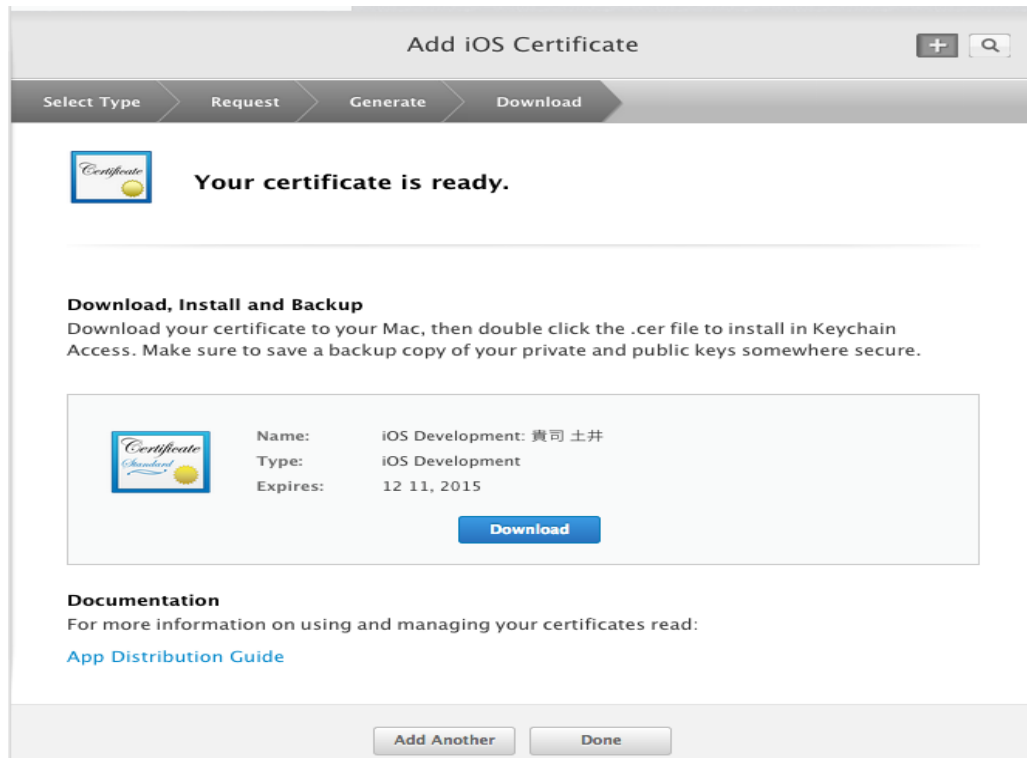 Add iOS Certificate
Select Type Request Generate Download
Certificate
Your certificate is ready.
Download, Install and Backup
Download your certificate to your Mac, then double click the .cer file to install in Keychain
Access. Make sure to save a backup copy of your private and public keys somewhere secure.
Certificate
Standard
Name: iOS Development: 貴司 土井
Type: iOS Development
Expires: 12 11, 2015
Download
Documentation
For more information on using and managing your certificates read:
App Distribution Guide
Add Another Done